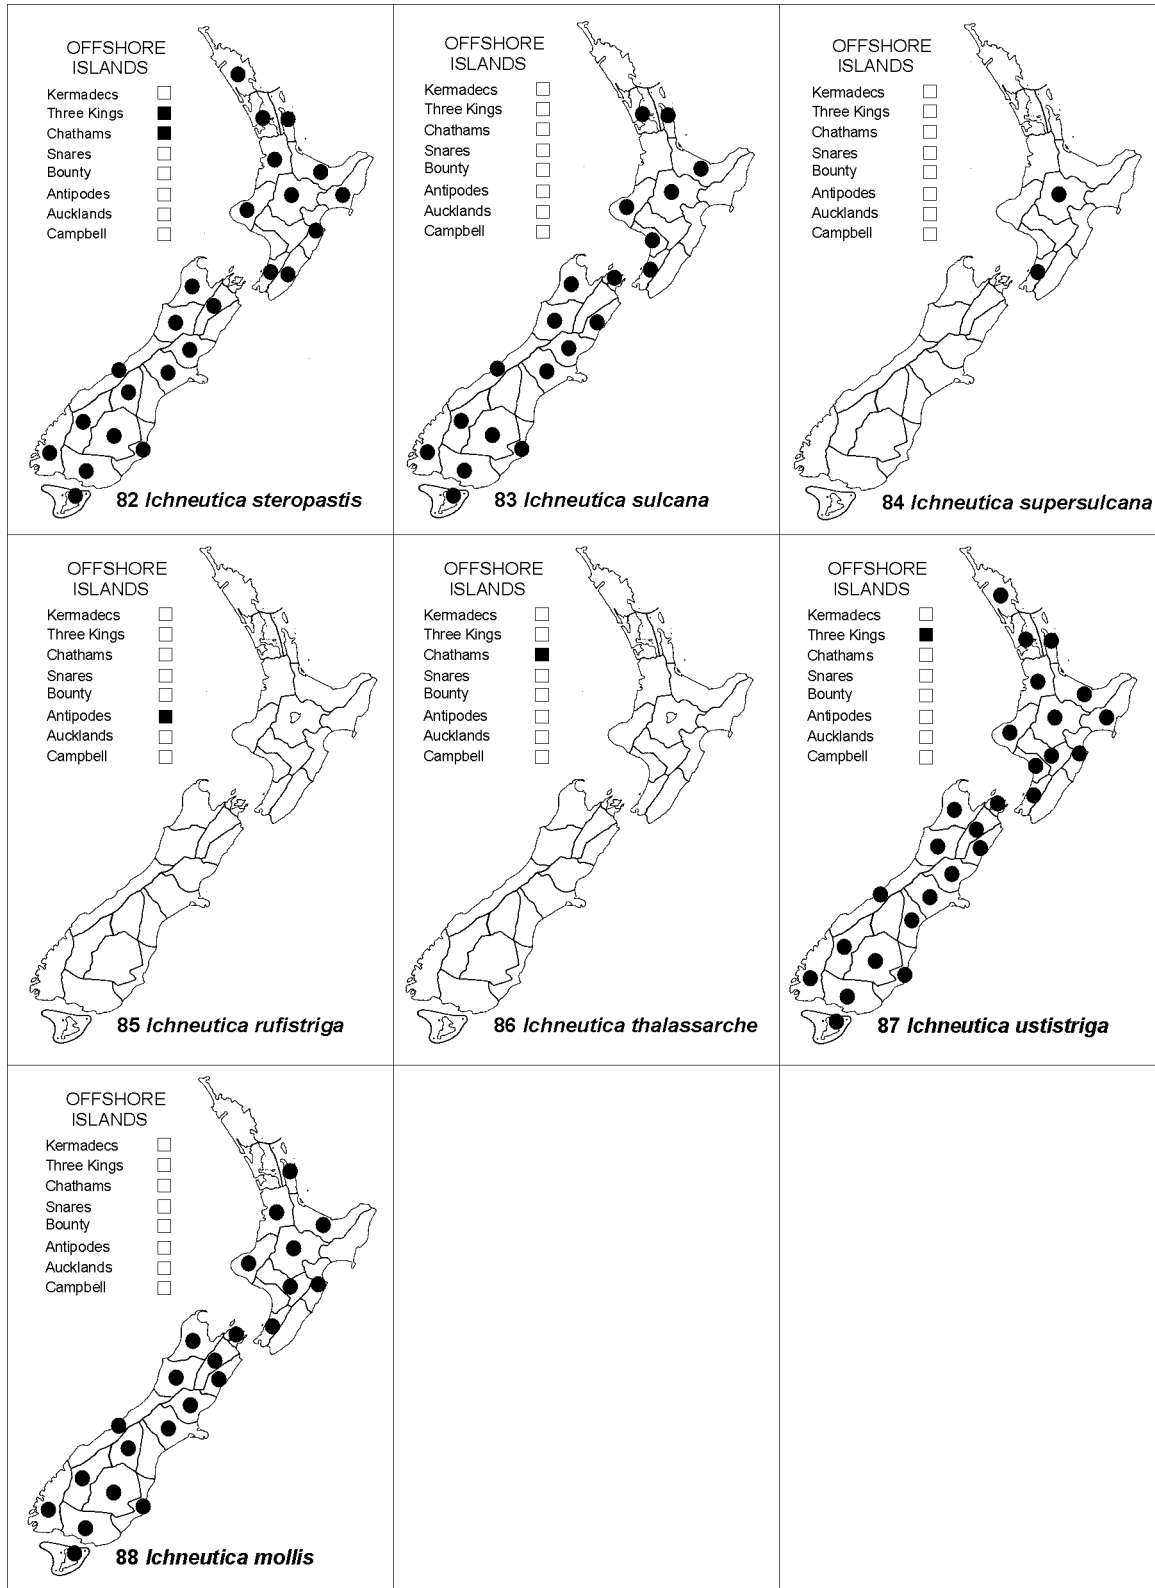 OFFSHORE
ISLANDS
Kermadecs
Three Kings
Chathams
Snares
Bounty
Antipodes
Aucklands
Campbell
82 Ichneutica steropastis
OFFSHORE
ISLANDS
Kermadecs
Three Kings
Chathams
Snares
Bounty
Antipodes
Aucklands
Campbell
83 Ichneutica sulcana
OFFSHORE
ISLANDS
Kermadecs
Three Kings
Chathams
Snares
Bounty
Antipodes
Aucklands
Campbell
84 Ichneutica supersulcana
OFFSHORE
ISLANDS
Kermadecs
Three Kings
Chathams
Snares
Bounty
Antipodes
Aucklands
Campbell
85 Ichneutica rufistriga
OFFSHORE
ISLANDS
Kermadecs
Three Kings
Chathams
Snares
Bounty
Antipodes
Aucklands
Campbell
86 Ichneutica thalassarche
OFFSHORE
ISLANDS
Kermadecs
Three Kings
Chathams
Snares
Bounty
Antipodes
Aucklands
Campbell
87 Ichneutica ustistriga
OFFSHORE
ISLANDS
Kermadecs
Three Kings
Chathams
Snares
Bounty
Antipodes
Aucklands
Campbell
88 Ichneutica mollis